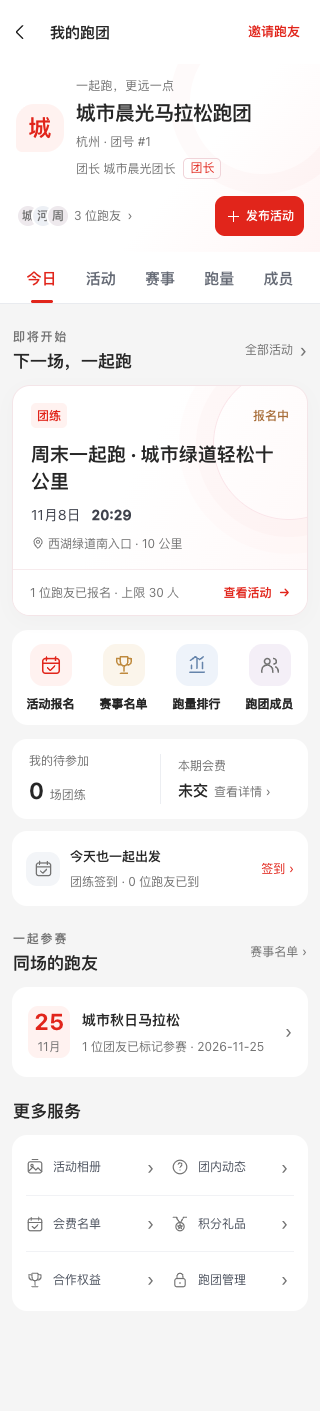 我的跑团
邀请跑友
城
一起跑，更远一点
城市晨光马拉松跑团
杭州 · 团号 #1
团长 城市晨光团长 团长
城 河 周 3 位跑友 ›
＋ 发布活动
今日 活动 赛事 跑量 成员
即将开始
下一场，一起跑
全部活动 ›
团练
报名中
周末一起跑 · 城市绿道轻松十
公里
11月8日 20:29
西湖绿道南入口 · 10 公里
1 位跑友已报名 · 上限 30 人
查看活动 →
活动报名 赛事名单 跑量排行 跑团成员
我的待参加
0 场团练
本期会费
未交 查看详情 ›
今天也一起出发
团练签到 · 0 位跑友已到
签到 ›
一起参赛
同场的跑友
赛事名单 ›
25
11月
城市秋日马拉松
1 位团友已标记参赛 · 2026-11-25
›
更多服务
活动相册 › 团内动态 ›
会费名单 › 积分礼品 ›
合作权益 › 跑团管理 ›